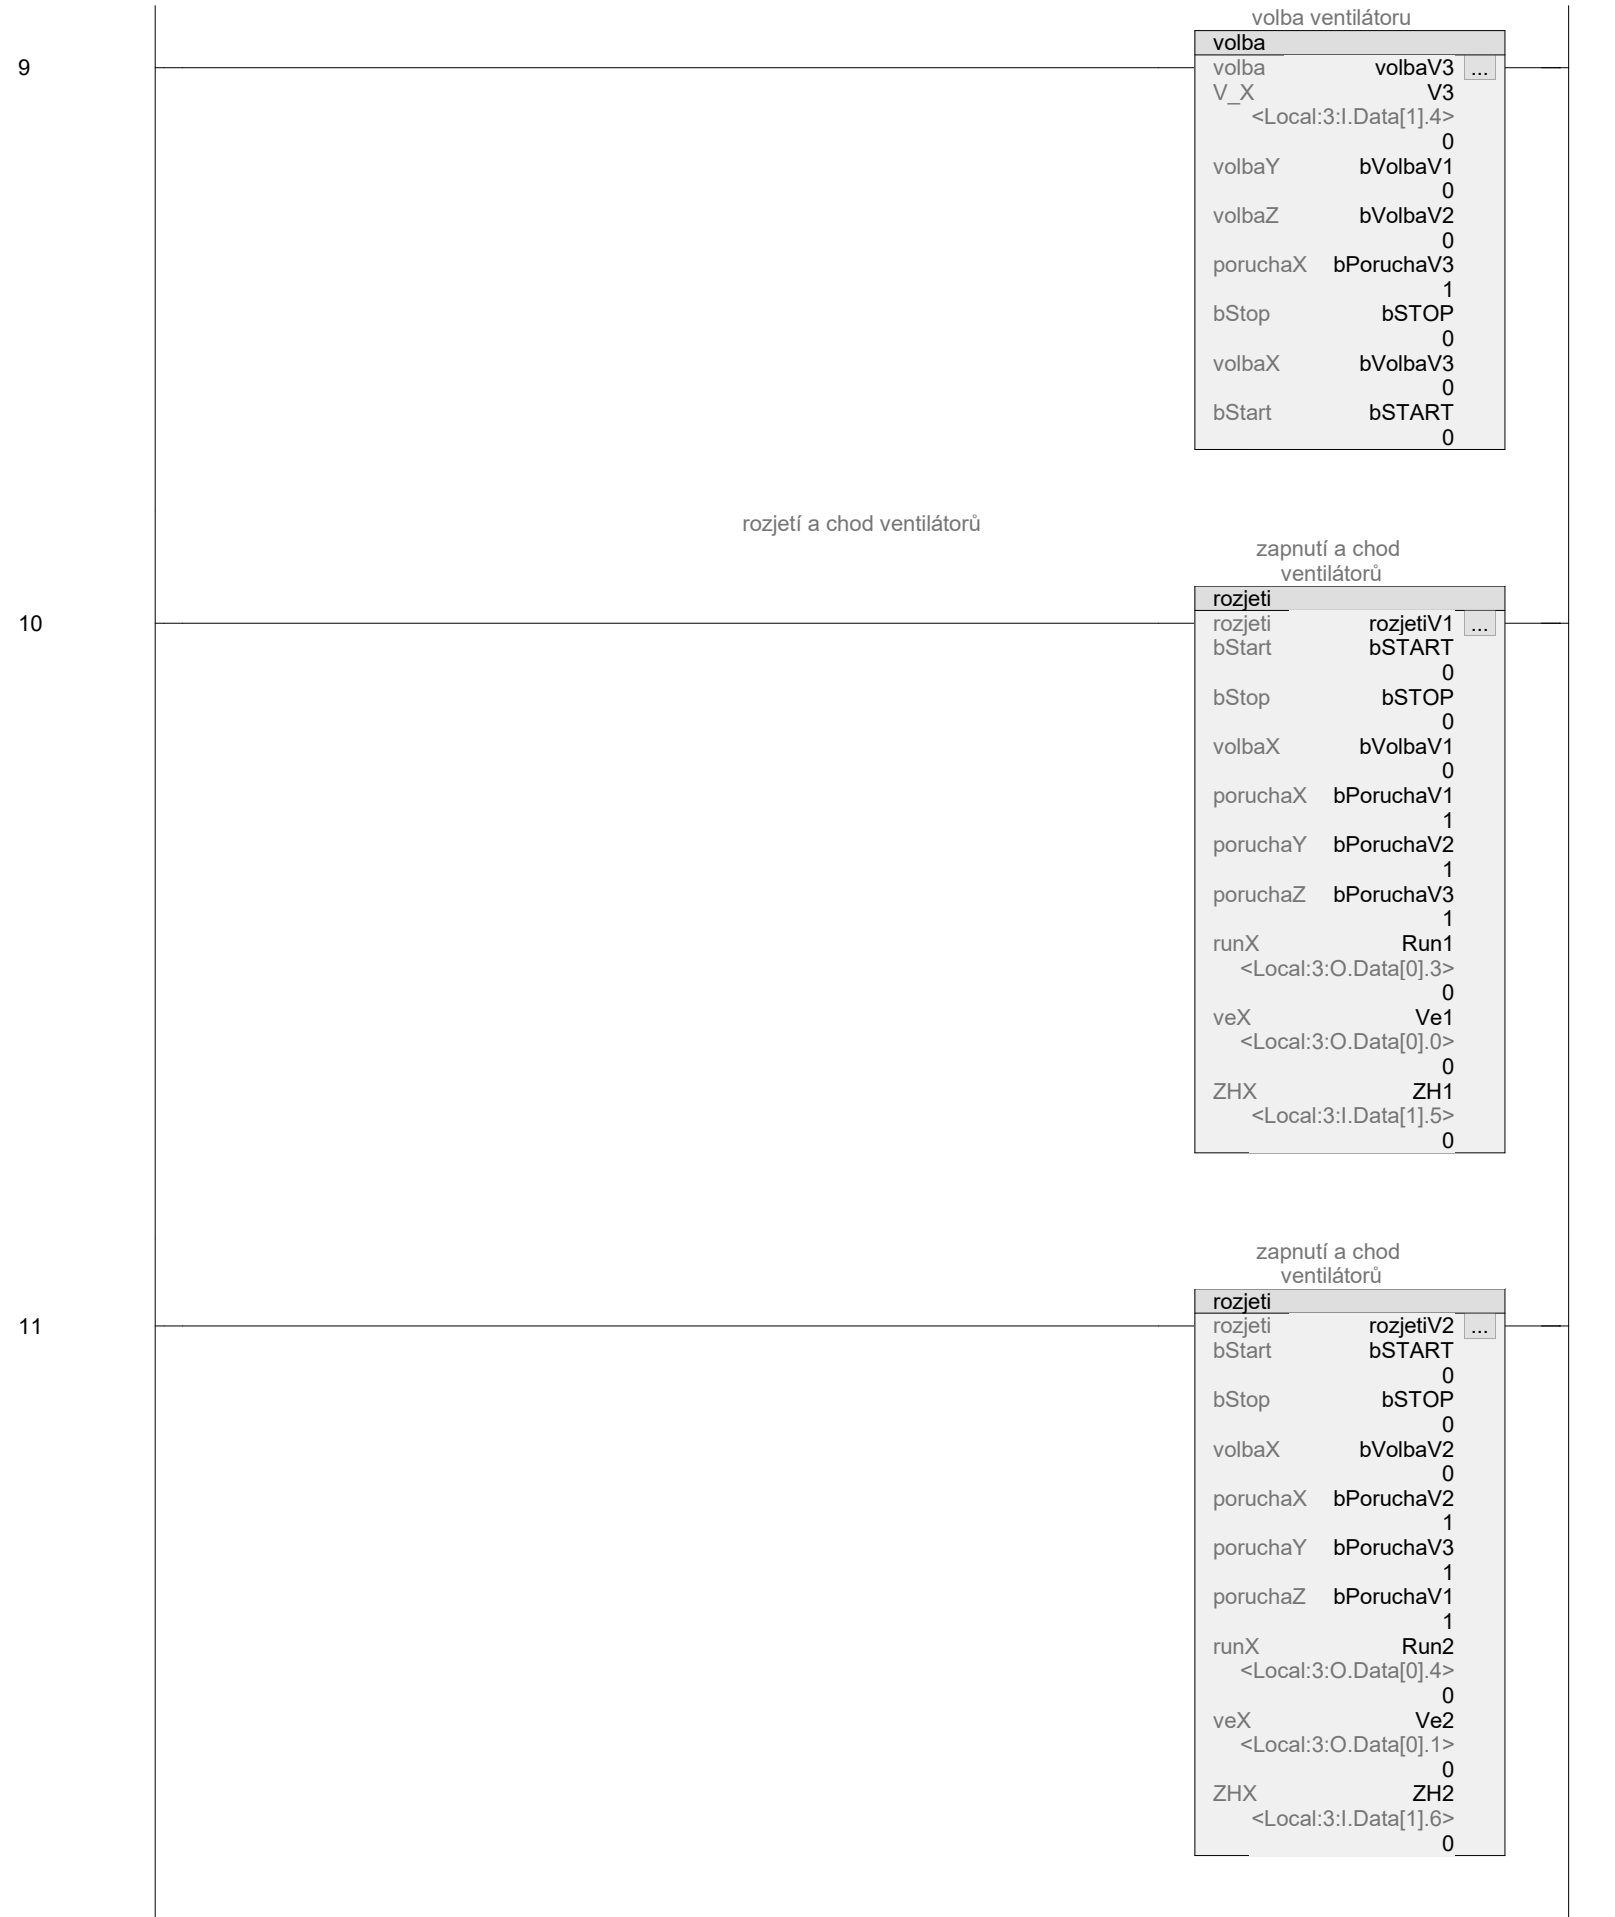 volba ventilátoru
volba
9
volba volbaV3 ...
V_X V3
<Local:3:I.Data[1].4>
0
volbaY bVolbaV1
0
volbaZ bVolbaV2
0
poruchaX bPoruchaV3
1
bStop bSTOP
0
volbaX bVolbaV3
0
bStart bSTART
0
rozjetí a chod ventilátorů
zapnutí a chod
ventilátorů
rozjeti
10
rozjeti rozjetiV1 ...
bStart bSTART
0
bStop bSTOP
0
volbaX bVolbaV1
0
poruchaX bPoruchaV1
1
poruchaY bPoruchaV2
1
poruchaZ bPoruchaV3
1
runX Run1
<Local:3:O.Data[0].3>
0
veX Ve1
<Local:3:O.Data[0].0>
0
ZHX ZH1
<Local:3:I.Data[1].5>
0
zapnutí a chod
ventilátorů
rozjeti
11
rozjeti rozjetiV2 ...
bStart bSTART
0
bStop bSTOP
0
volbaX bVolbaV2
0
poruchaX bPoruchaV2
1
poruchaY bPoruchaV3
1
poruchaZ bPoruchaV1
1
runX Run2
<Local:3:O.Data[0].4>
0
veX Ve2
<Local:3:O.Data[0].1>
0
ZHX ZH2
<Local:3:I.Data[1].6>
0